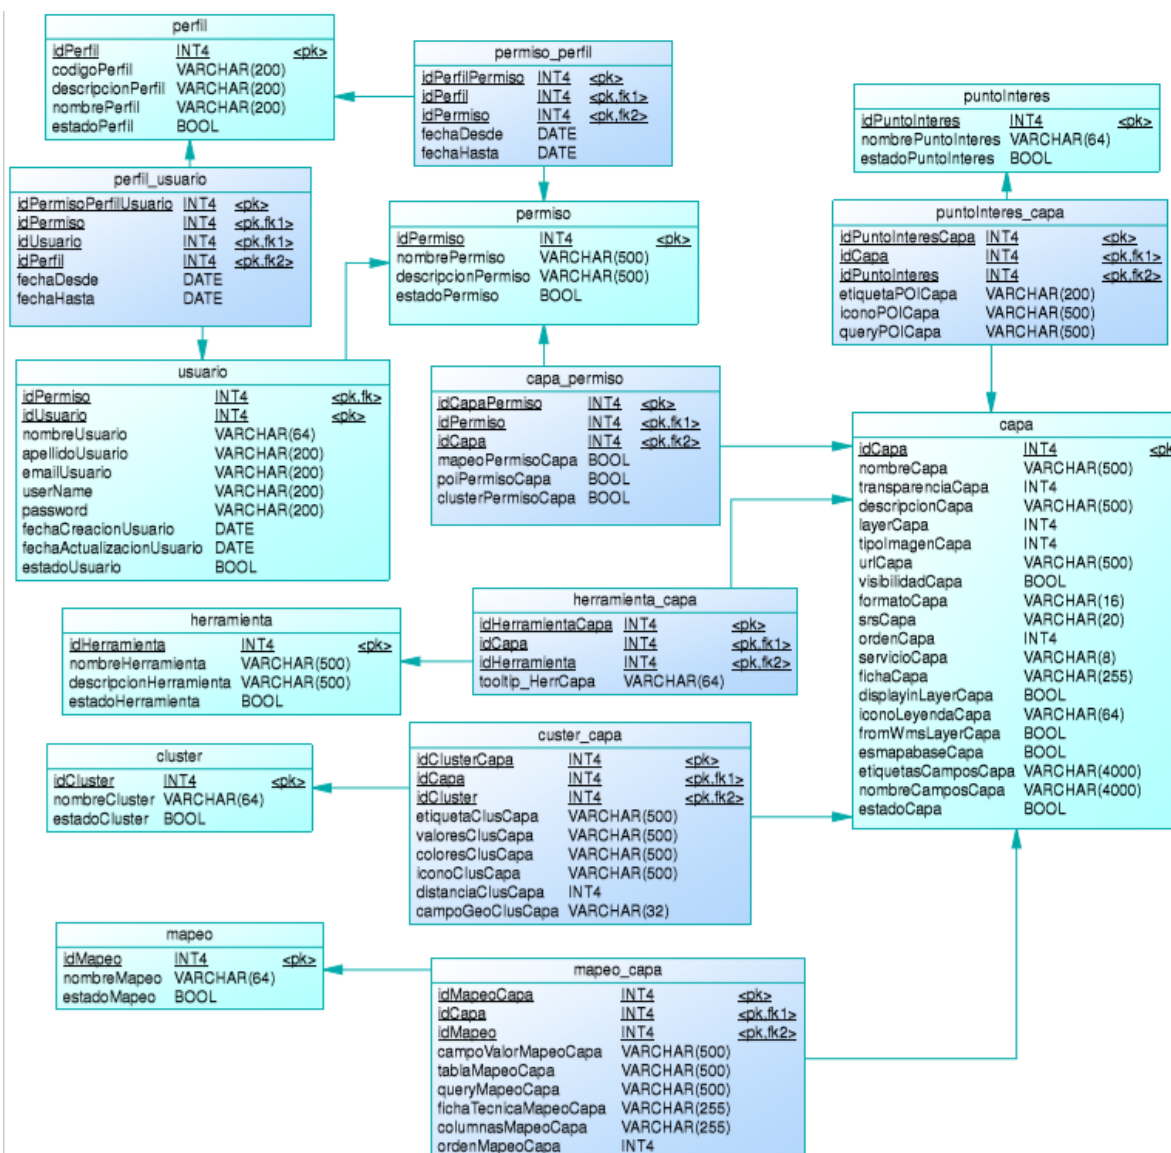 perfil
idPerfil INT4 <pk>
codigoPerfil VARCHAR(200)
descripcionPerfil VARCHAR(200)
nombrePerfil VARCHAR(200)
estadoPerfil BOOL
permiso_perfil
idPerfilPermiso INT4 <pk>
idPerfil INT4 <pk,fk1>
idPermiso INT4 <pk,fk2>
fechaDesde DATE
fechaHasta DATE
puntoInteres
idPuntoInteres INT4 <pk>
nombrePuntoInteres VARCHAR(64)
estadoPuntoInteres BOOL
perfil_usuario
idPermisoPerfilUsuario INT4 <pk>
idPermiso INT4 <pk,fk1>
idUsuario INT4 <pk,fk1>
idPerfil INT4 <pk,fk2>
fechaDesde DATE
fechaHasta DATE
permiso
idPermiso INT4 <pk>
nombrePermiso VARCHAR(500)
descripcionPermiso VARCHAR(500)
estadoPermiso BOOL
puntoInteres_capa
idPuntoInteresCapa INT4 <pk>
idCapa INT4 <pk,fk1>
idPuntoInteres INT4 <pk,fk2>
etiquetaPOICapa VARCHAR(200)
iconoPOICapa VARCHAR(500)
queryPOICapa VARCHAR(500)
usuario
idPermiso INT4 <pk,fk>
idUsuario INT4 <pk>
nombreUsuario VARCHAR(64)
apellidoUsuario VARCHAR(200)
emailUsuario VARCHAR(200)
userName VARCHAR(200)
password VARCHAR(200)
fechaCreacionUsuario DATE
fechaActualizacionUsuario DATE
estadoUsuario BOOL
capa_permiso
idCapaPermiso INT4 <pk>
idPermiso INT4 <pk,fk1>
idCapa INT4 <pk,fk2>
mapeoPermisoCapa BOOL
poiPermisoCapa BOOL
clusterPermisoCapa BOOL
capa
idCapa INT4 <pk
nombreCapa VARCHAR(500)
transparenciaCapa INT4
descripcionCapa VARCHAR(500)
layerCapa INT4
tipoImagenCapa INT4
urlCapa VARCHAR(500)
visibilidadCapa BOOL
formatoCapa VARCHAR(16)
srsCapa VARCHAR(20)
ordenCapa INT4
servicioCapa VARCHAR(8)
fichaCapa VARCHAR(255)
displayInLayerCapa BOOL
iconoLeyendaCapa VARCHAR(64)
fromWmsLayerCapa BOOL
esmapabaseCapa BOOL
etiquetasCamposCapa VARCHAR(4000)
nombreCamposCapa VARCHAR(4000)
estadoCapa BOOL
herramienta
idHerramienta INT4 <pk>
nombreHerramienta VARCHAR(500)
descripcionHerramienta VARCHAR(500)
estadoHerramienta BOOL
herramienta_capa
idHerramientaCapa INT4 <pk>
idCapa INT4 <pk,fk1>
idHerramienta INT4 <pk,fk2>
tooltip_HerrCapa VARCHAR(64)
cluster
idCluster INT4 <pk>
nombreCluster VARCHAR(64)
estadoCluster BOOL
custer_capa
idClusterCapa INT4 <pk>
idCapa INT4 <pk,fk1>
idCluster INT4 <pk,fk2>
etiquetaClusCapa VARCHAR(500)
valoresClusCapa VARCHAR(500)
coloresClusCapa VARCHAR(500)
iconoClusCapa VARCHAR(500)
distanciaClusCapa INT4
campoGeoClusCapa VARCHAR(32)
mapeo
idMapeo INT4 <pk>
nombreMapeo VARCHAR(64)
estadoMapeo BOOL
mapeo_capa
idMapeoCapa INT4 <pk>
idCapa INT4 <pk,fk1>
idMapeo INT4 <pk,fk2>
campoValorMapeoCapa VARCHAR(500)
tablaMapeoCapa VARCHAR(500)
queryMapeoCapa VARCHAR(500)
fichaTecnicaMapeoCapa VARCHAR(255)
columnasMapeoCapa VARCHAR(255)
ordenMapeoCapa INT4